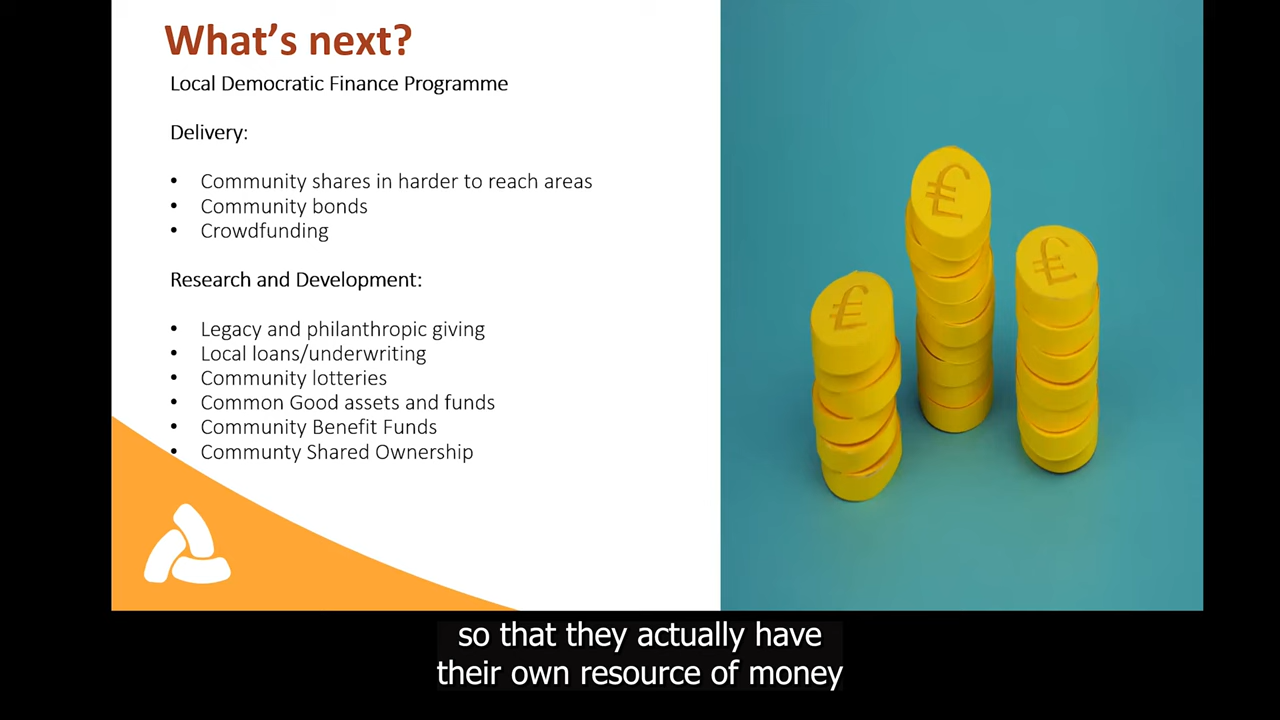 What's next?
Local Democratic Finance Programme
Delivery:
• Community shares in harder to reach areas
• Community bonds
• Crowdfunding
Research and Development:
• Legacy and philanthropic giving
• Local loans/underwriting
• Community lotteries
• Common Good assets and funds
• Community Benefit Funds
• Communty Shared Ownership
£
£
£
so that they actually have
their own resource of money